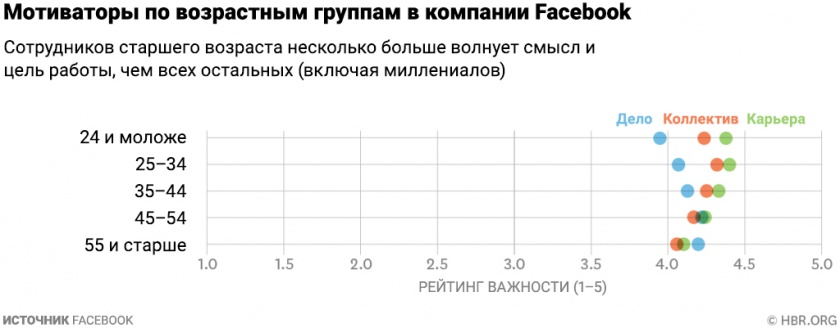 Мотиваторы по возрастным группам в компании Facebook
Сотрудников старшего возраста несколько больше волнует смысл и
цель работы, чем всех остальных (включая миллениалов)
Дело Коллектив Карьера
24 и моложе
25–34
35–44
45–54
55 и старше
1.0 1.5 2.0 2.5 3.0 3.5 4.0 4.5 5.0
РЕЙТИНГ ВАЖНОСТИ (1–5)
ИСТОЧНИК FACEBOOK © HBR.ORG